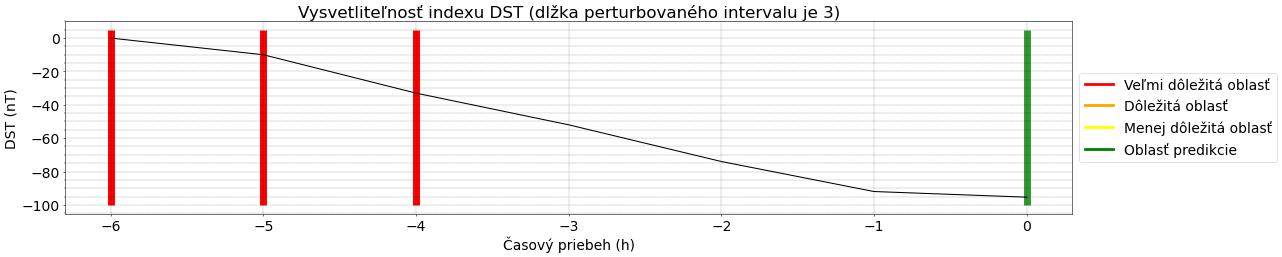 Vysvetliteľnosť indexu DST (dĺžka perturbovaného intervalu je 3)
DST (nT)
0
−20
−40
−60
−80
−100
−6
−5
−4
−3
−2
−1
0
Časový priebeh (h)
Veľmi dôležitá oblasť
Dôležitá oblasť
Menej dôležitá oblasť
Oblasť predikcie